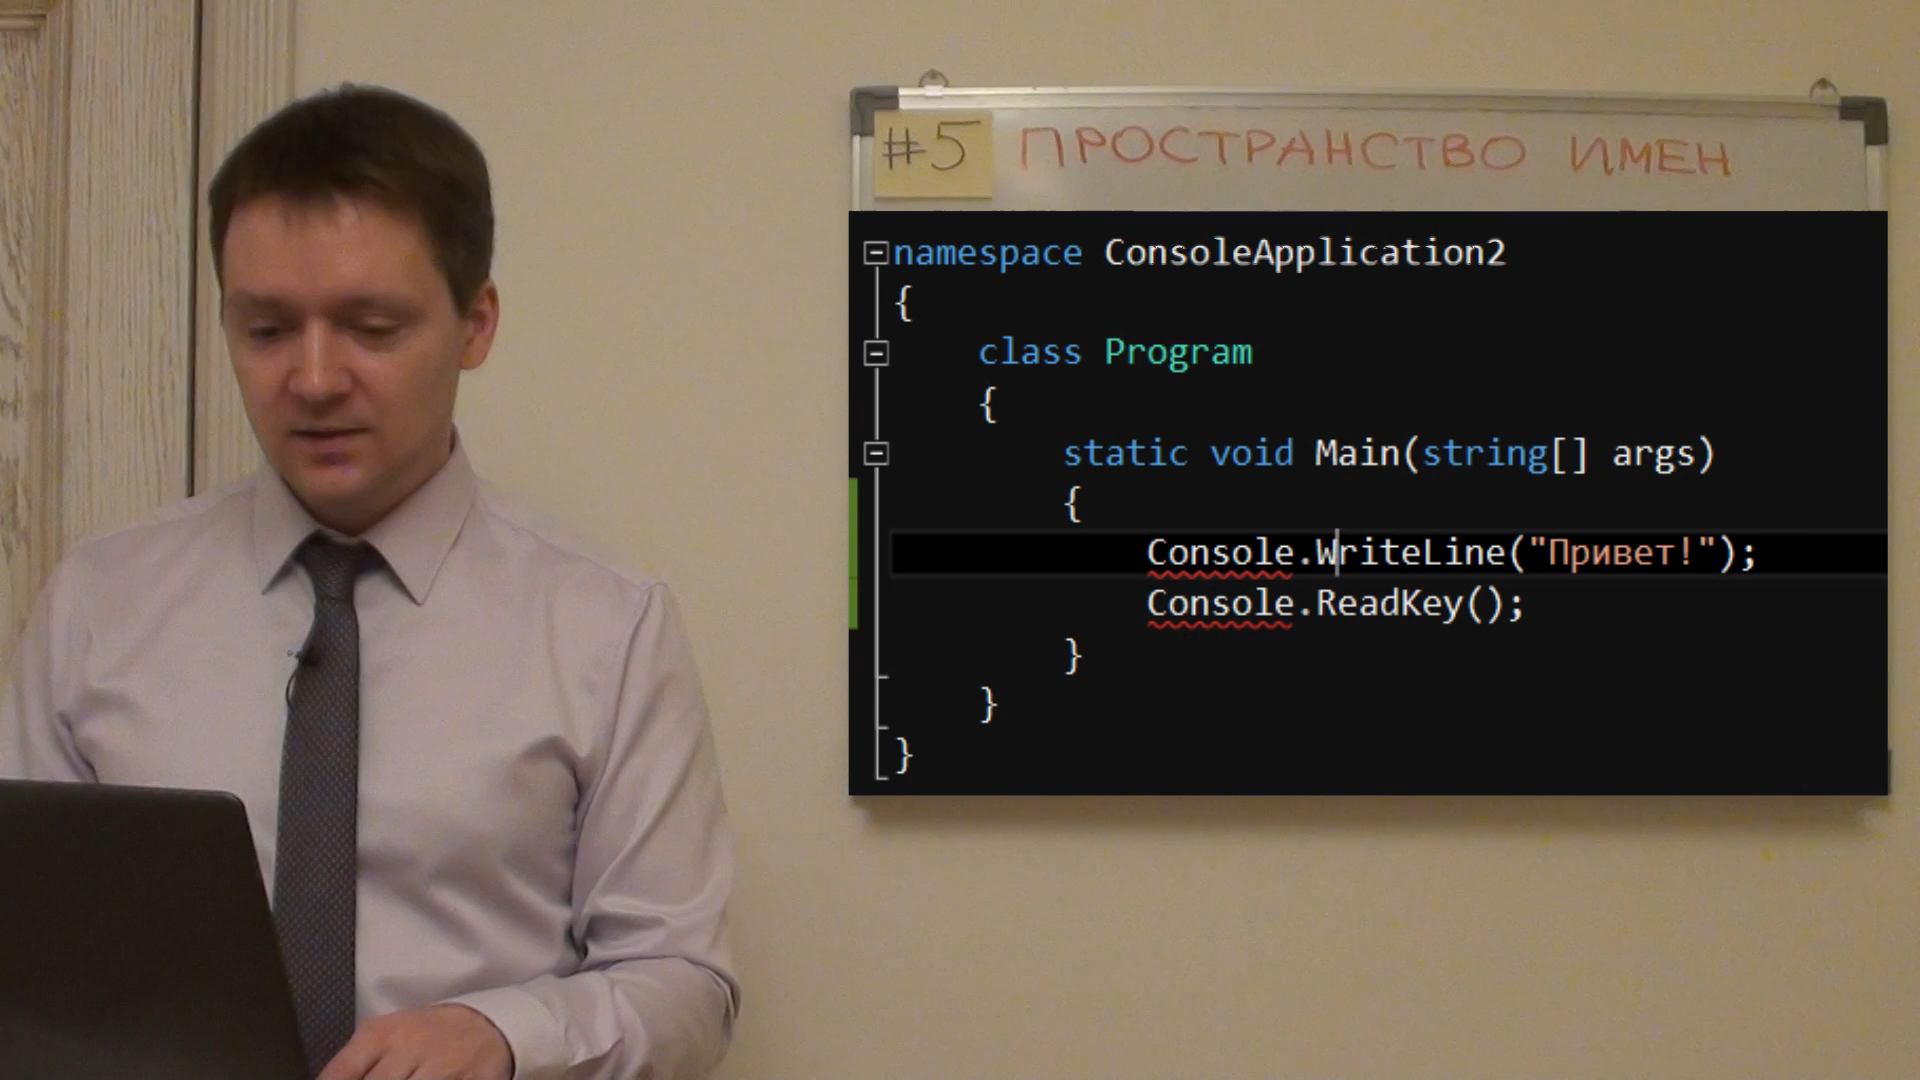 #5 ПРОСТРАНСТВО ИМЕН
namespace ConsoleApplication2
{
class Program
{
static void Main(string[] args)
{
Console.WriteLine("Привет!");
Console.ReadKey();
}
}
}